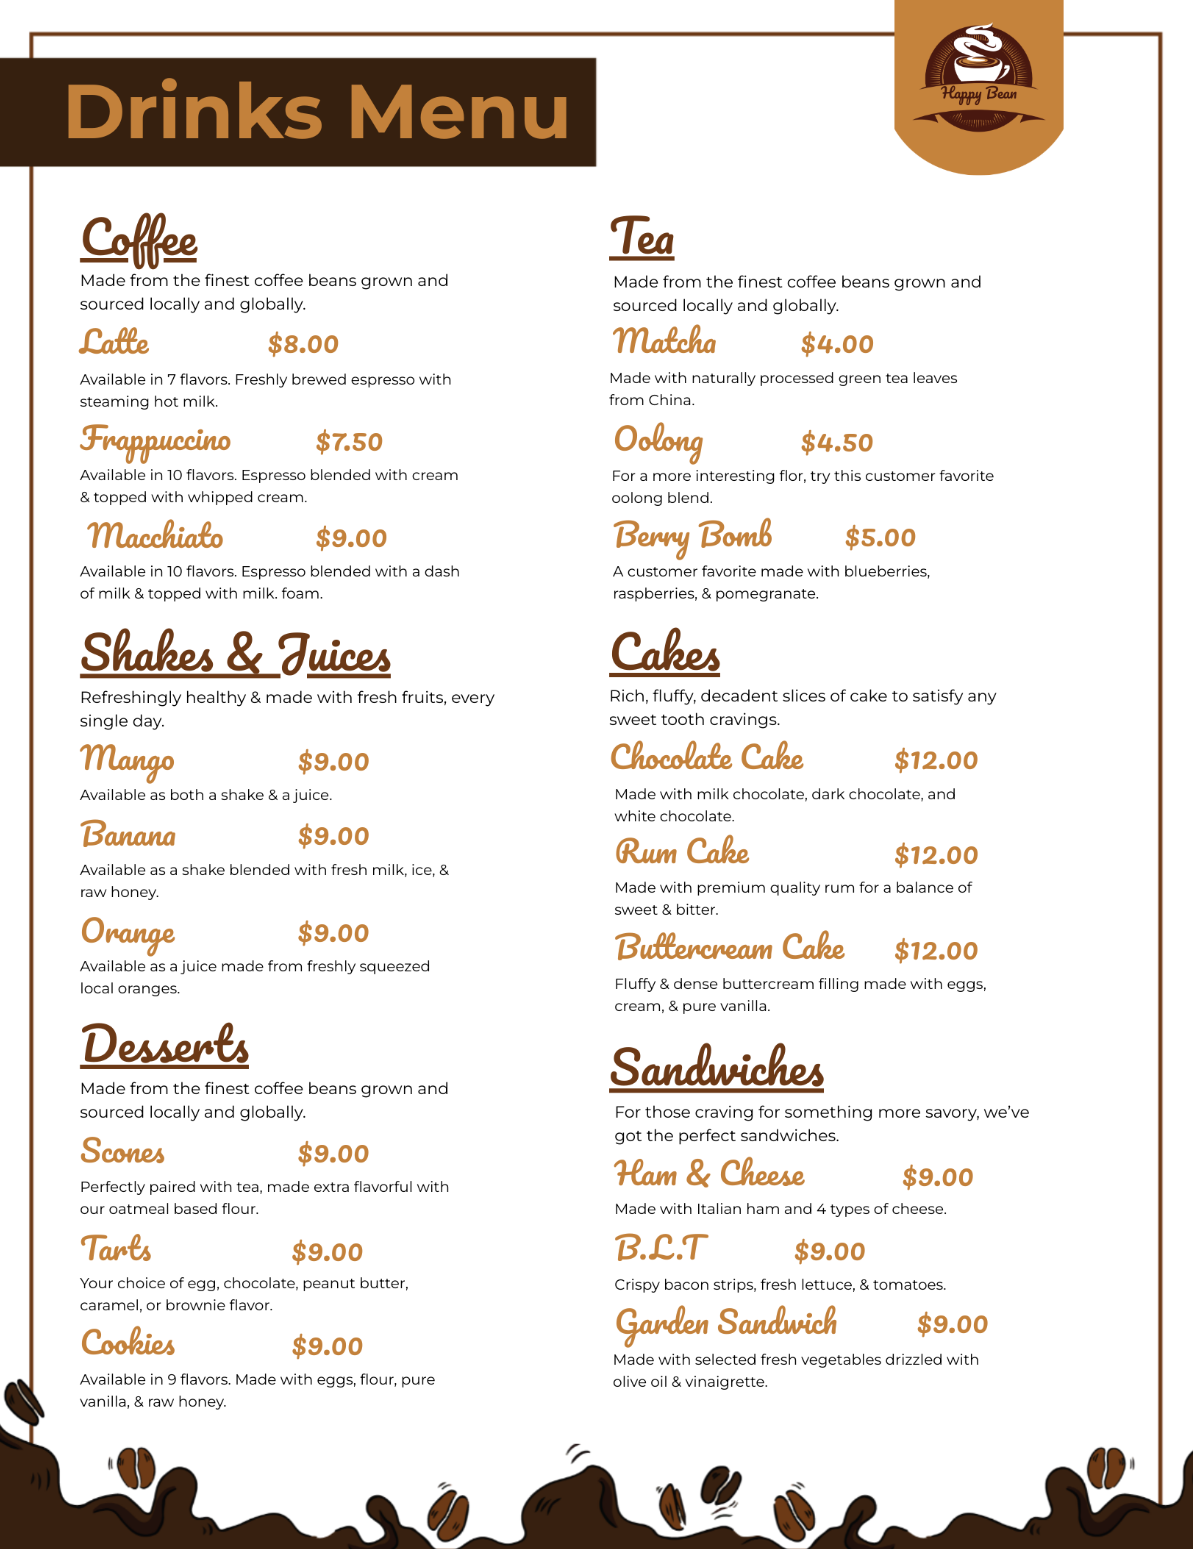 Drinks Menu
Happy Bean
Coffee
Made from the finest coffee beans grown and
sourced locally and globally.
Latte $8.00
Available in 7 flavors. Freshly brewed espresso with
steaming hot milk.
Frappuccino $7.50
Available in 10 flavors. Espresso blended with cream
& topped with whipped cream.
Macchiato $9.00
Available in 10 flavors. Espresso blended with a dash
of milk & topped with milk. foam.
Shakes & Juices
Refreshingly healthy & made with fresh fruits, every
single day.
Mango $9.00
Available as both a shake & a juice.
Banana $9.00
Available as a shake blended with fresh milk, ice, &
raw honey.
Orange $9.00
Available as a juice made from freshly squeezed
local oranges.
Desserts
Made from the finest coffee beans grown and
sourced locally and globally.
Scones $9.00
Perfectly paired with tea, made extra flavorful with
our oatmeal based flour.
Tarts $9.00
Your choice of egg, chocolate, peanut butter,
caramel, or brownie flavor.
Cookies $9.00
Available in 9 flavors. Made with eggs, flour, pure
vanilla, & raw honey.
Tea
Made from the finest coffee beans grown and
sourced locally and globally.
Matcha $4.00
Made with naturally processed green tea leaves
from China.
Oolong $4.50
For a more interesting flor, try this customer favorite
oolong blend.
Berry Bomb $5.00
A customer favorite made with blueberries,
raspberries, & pomegranate.
Cakes
Rich, fluffy, decadent slices of cake to satisfy any
sweet tooth cravings.
Chocolate Cake $12.00
Made with milk chocolate, dark chocolate, and
white chocolate.
Rum Cake $12.00
Made with premium quality rum for a balance of
sweet & bitter.
Buttercream Cake $12.00
Fluffy & dense buttercream filling made with eggs,
cream, & pure vanilla.
Sandwiches
For those craving for something more savory, we've
got the perfect sandwiches.
Ham & Cheese $9.00
Made with Italian ham and 4 types of cheese.
B.L.T $9.00
Crispy bacon strips, fresh lettuce, & tomatoes.
Garden Sandwich $9.00
Made with selected fresh vegetables drizzled with
olive oil & vinaigrette.